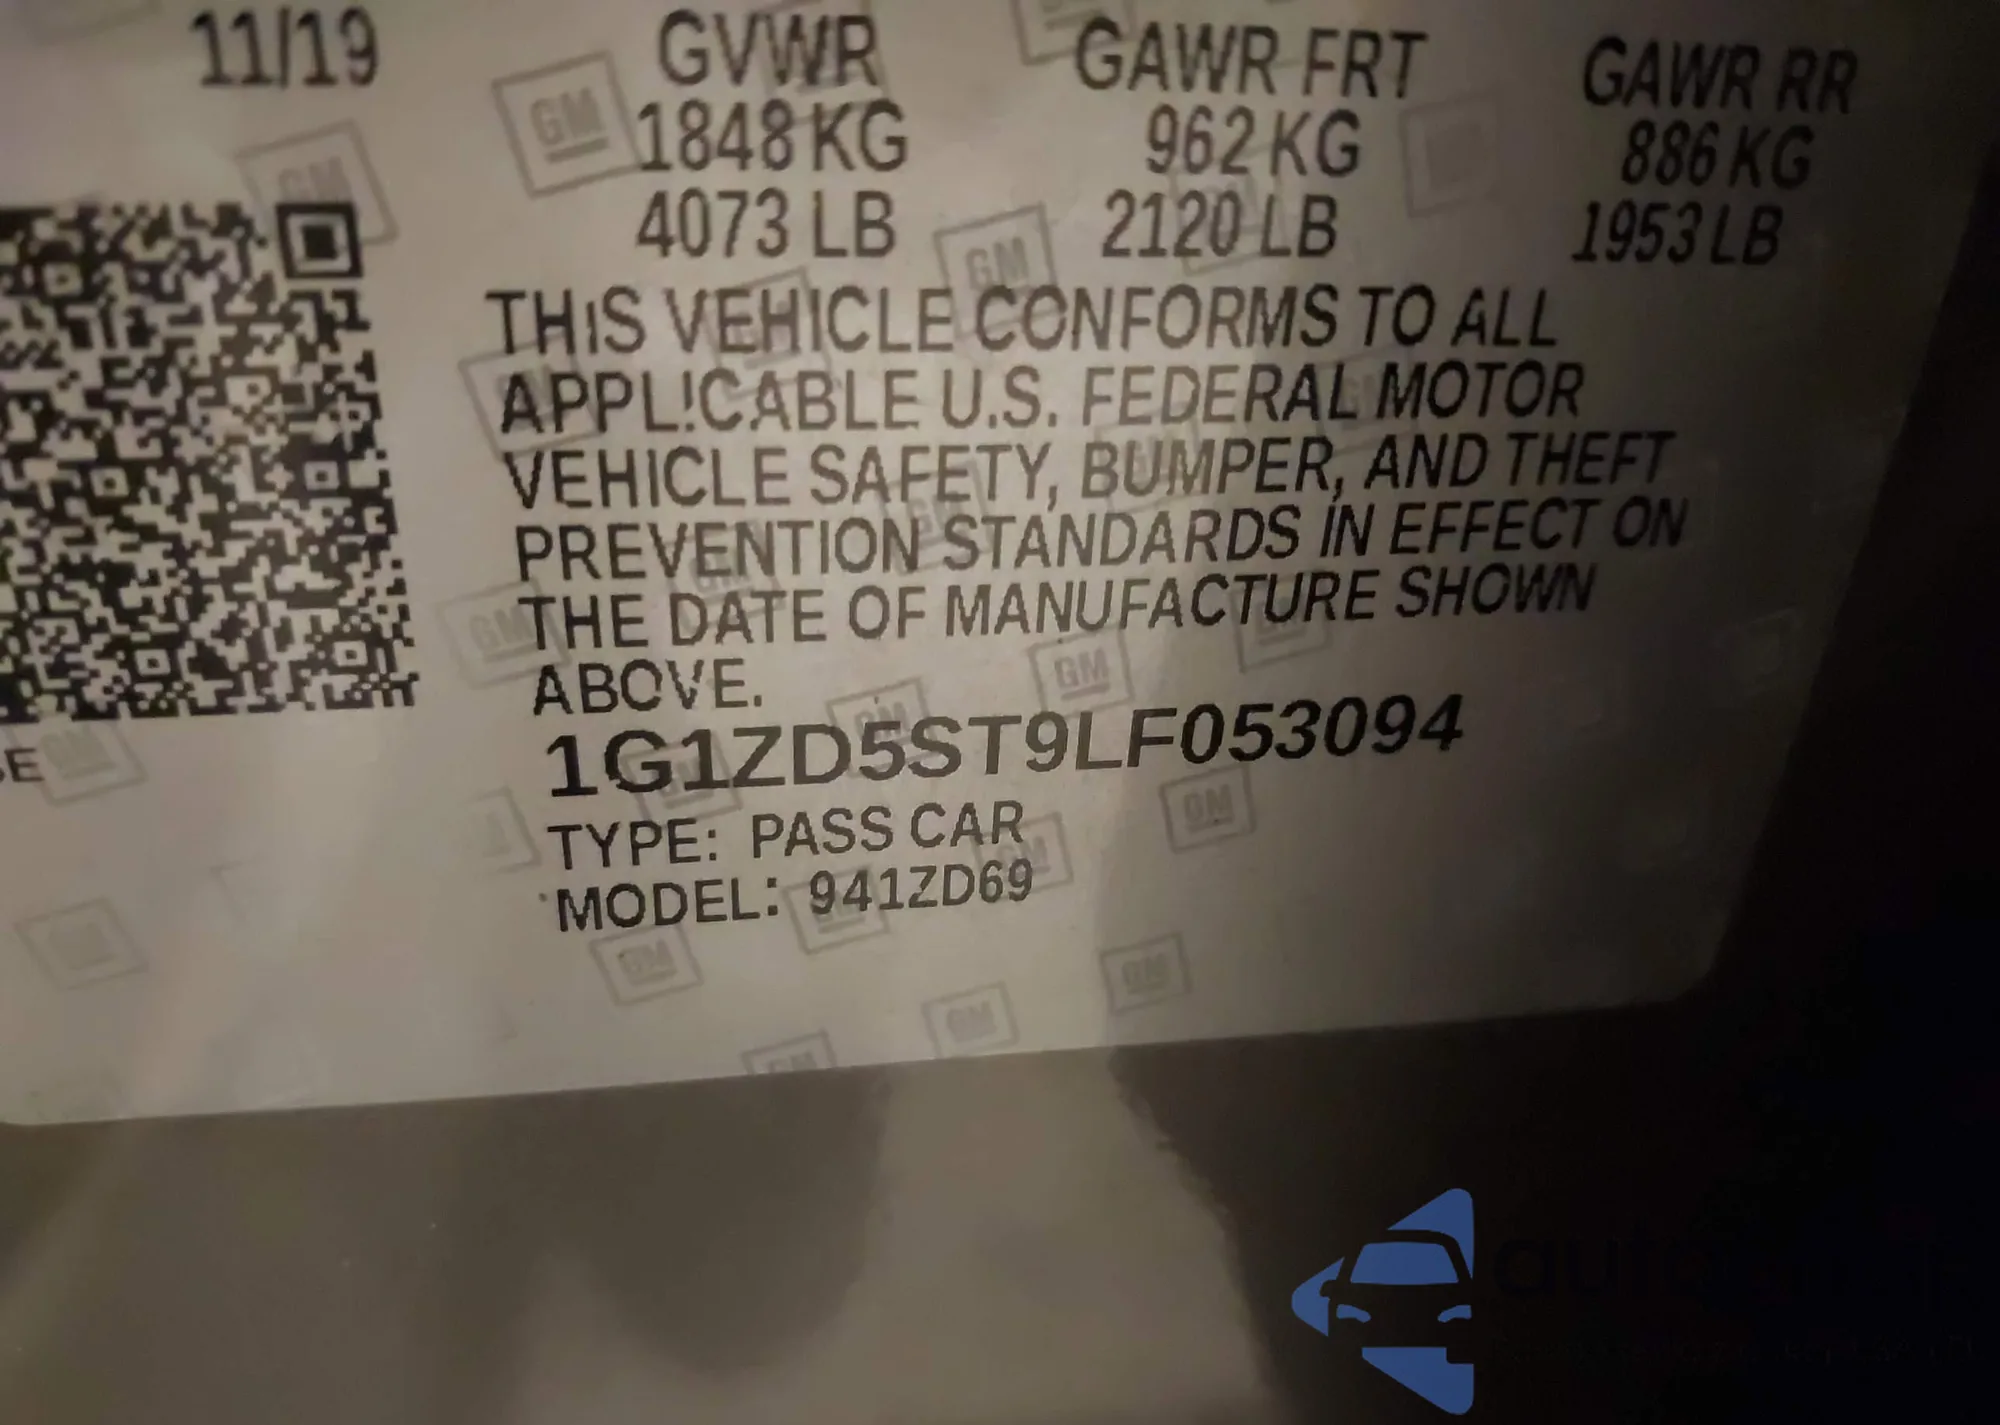 11/19 GVWR GAWR FRT GAWR RR
1848 KG 962 KG 886 KG
4073 LB 2120 LB 1953 LB
THIS VEHICLE CONFORMS TO ALL
APPLICABLE U.S. FEDERAL MOTOR
VEHICLE SAFETY, BUMPER, AND THEFT
PREVENTION STANDARDS IN EFFECT ON
THE DATE OF MANUFACTURE SHOWN
ABOVE.
1G1ZD5ST9LF053094
TYPE: PASS CAR
MODEL: 941ZD69
GM